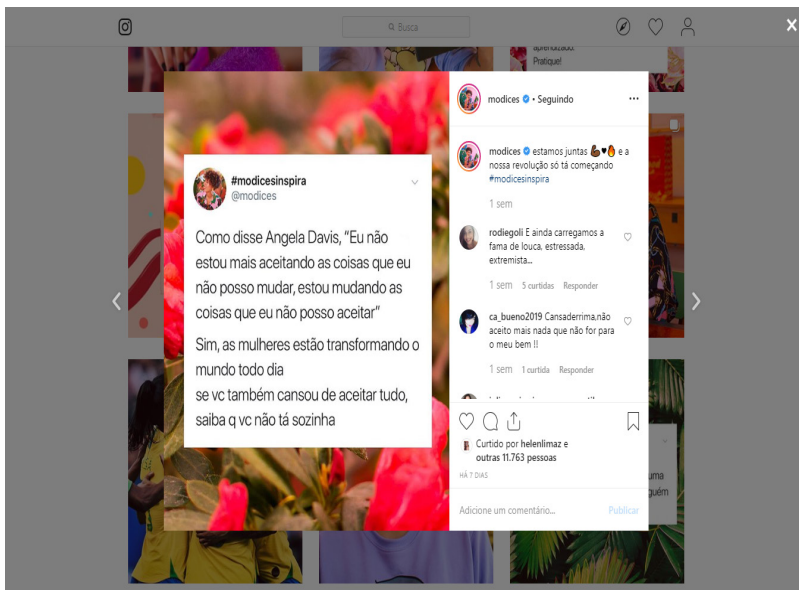 Busca
aprendizado.
Pratique!
#modicesinspira
@modices
Como disse Angela Davis, “Eu não
estou mais aceitando as coisas que eu
não posso mudar, estou mudando as
coisas que eu não posso aceitar”
Sim, as mulheres estão transformando o
mundo todo dia
se vc também cansou de aceitar tudo,
saiba q vc não tá sozinha
modices • Seguindo
modices estamos juntas 💪🏿♥🔥 e a
nossa revolução só tá começando
#modicesinspira
1 sem
rodiegoli E ainda carregamos a
fama de louca, estressada,
extremista...
1 sem 5 curtidas Responder
ca_bueno2019 Cansaderrima,não
aceito mais nada que não for para
o meu bem !!
1 sem 1 curtida Responder
Curtido por helenlimaz e
outras 11.763 pessoas
HÁ 7 DIAS
Adicione um comentário... Publicar
uma
guém